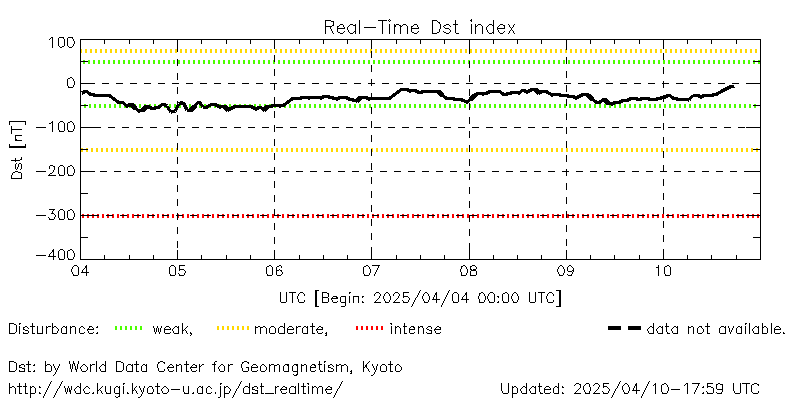 Real-Time Dst index
100
0
-100
-200
-300
-400
Dst [nT]
04 05 06 07 08 09 10
UTC [Begin: 2025/04/04 00:00 UTC]
Disturbance: weak, moderate, intense data not available.
Dst: by World Data Center for Geomagnetism, Kyoto
http://wdc.kugi.kyoto-u.ac.jp/dst_realtime/ Updated: 2025/04/10-17:59 UTC